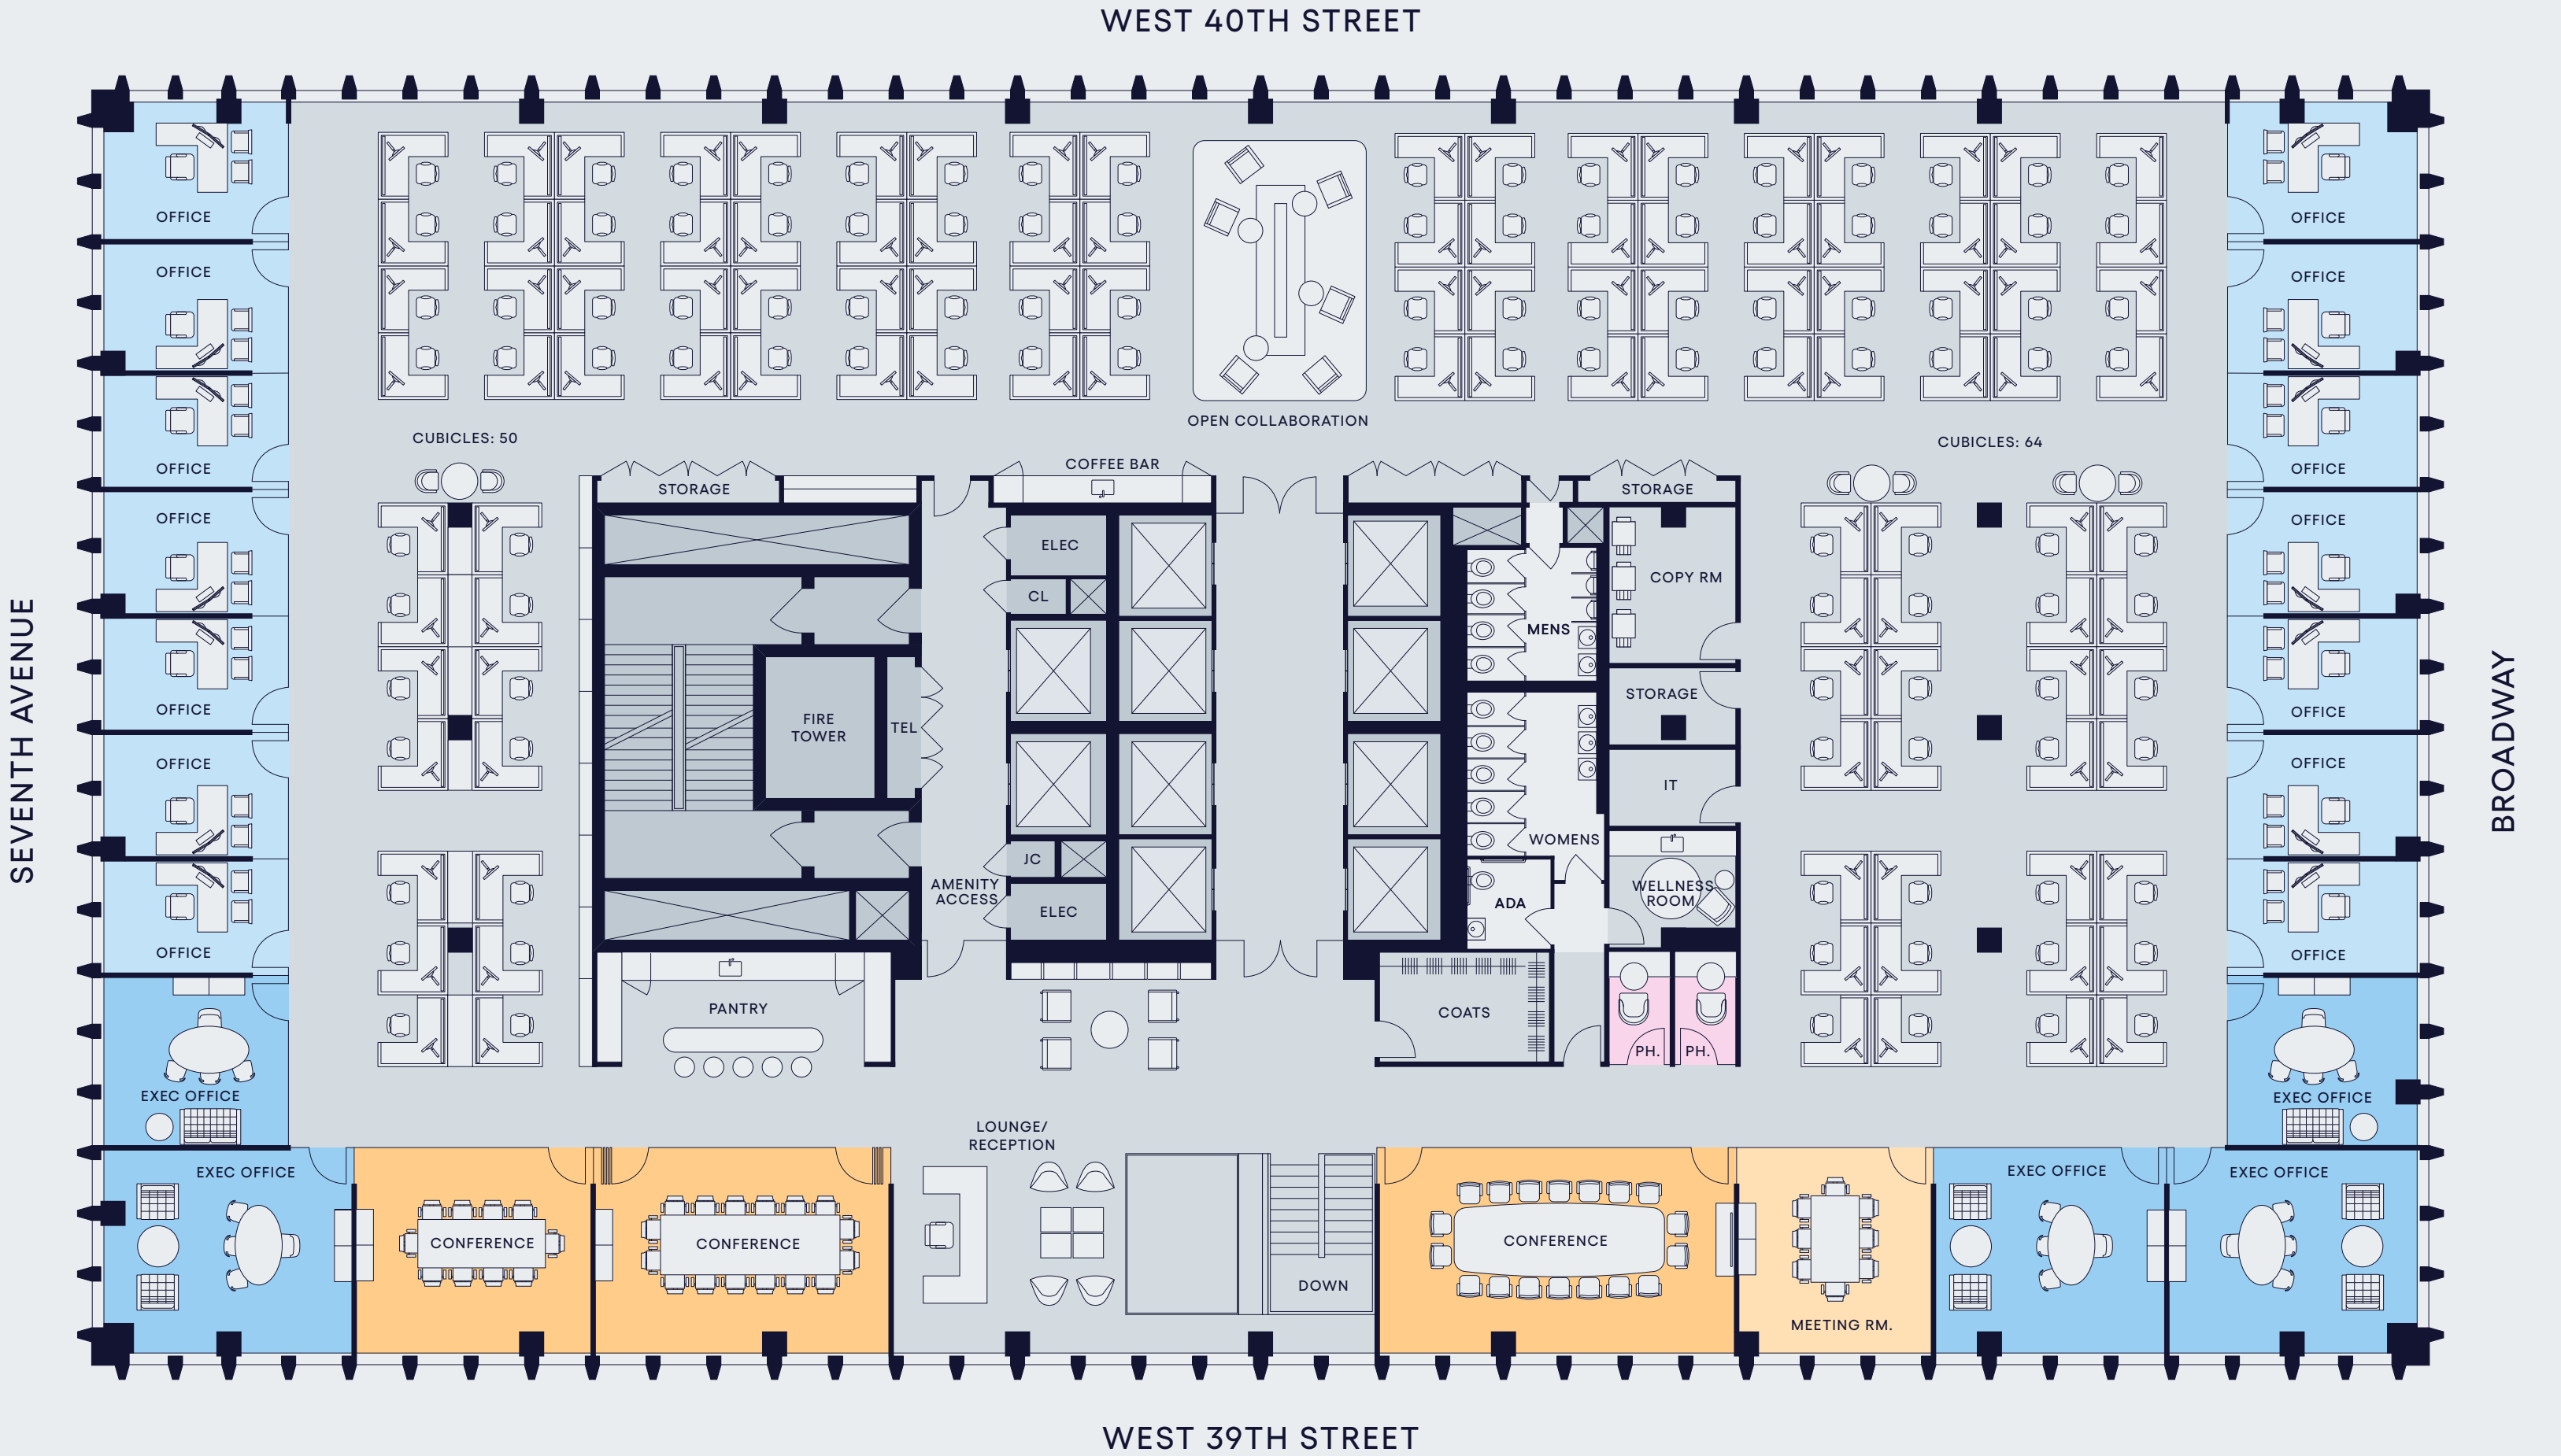 WEST 40TH STREET
OFFICE
OFFICE
OFFICE
OFFICE
OPEN COLLABORATION
CUBICLES: 50
CUBICLES: 64
COFFEE BAR
OFFICE
OFFICE
STORAGE
STORAGE
OFFICE
OFFICE
ELEC
COPY RM
CL
MENS
SEVENTH AVENUE
BROADWAY
STORAGE
OFFICE
OFFICE
FIRE
TOWER
TEL
OFFICE
OFFICE
IT
WOMENS
JC
AMENITY
ACCESS
WELLNESS
ROOM
ADA
ELEC
OFFICE
OFFICE
PANTRY
COATS
PH.
PH.
EXEC OFFICE
EXEC OFFICE
LOUNGE/
RECEPTION
EXEC OFFICE
EXEC OFFICE
EXEC OFFICE
CONFERENCE
CONFERENCE
CONFERENCE
DOWN
MEETING RM.
WEST 39TH STREET